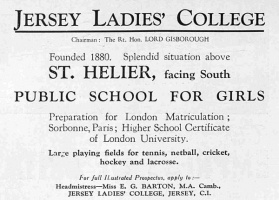 JERSEY LADIES' COLLEGE
Chairman: The Rt. Hon. LORD GISBOROUGH
Founded 1880. Splendid situation above
ST. HELIER, facing South
PUBLIC SCHOOL FOR GIRLS
Preparation for London Matriculation;
Sorbonne, Paris; Higher School Certificate
of London University.
Large playing fields for tennis, netball, cricket,
hockey and lacrosse.
For full Illustrated Prospectus, apply to:—
Headmistress—Miss E. G. BARTON, M.A. Camb.,
JERSEY LADIES' COLLEGE, JERSEY, C.I.